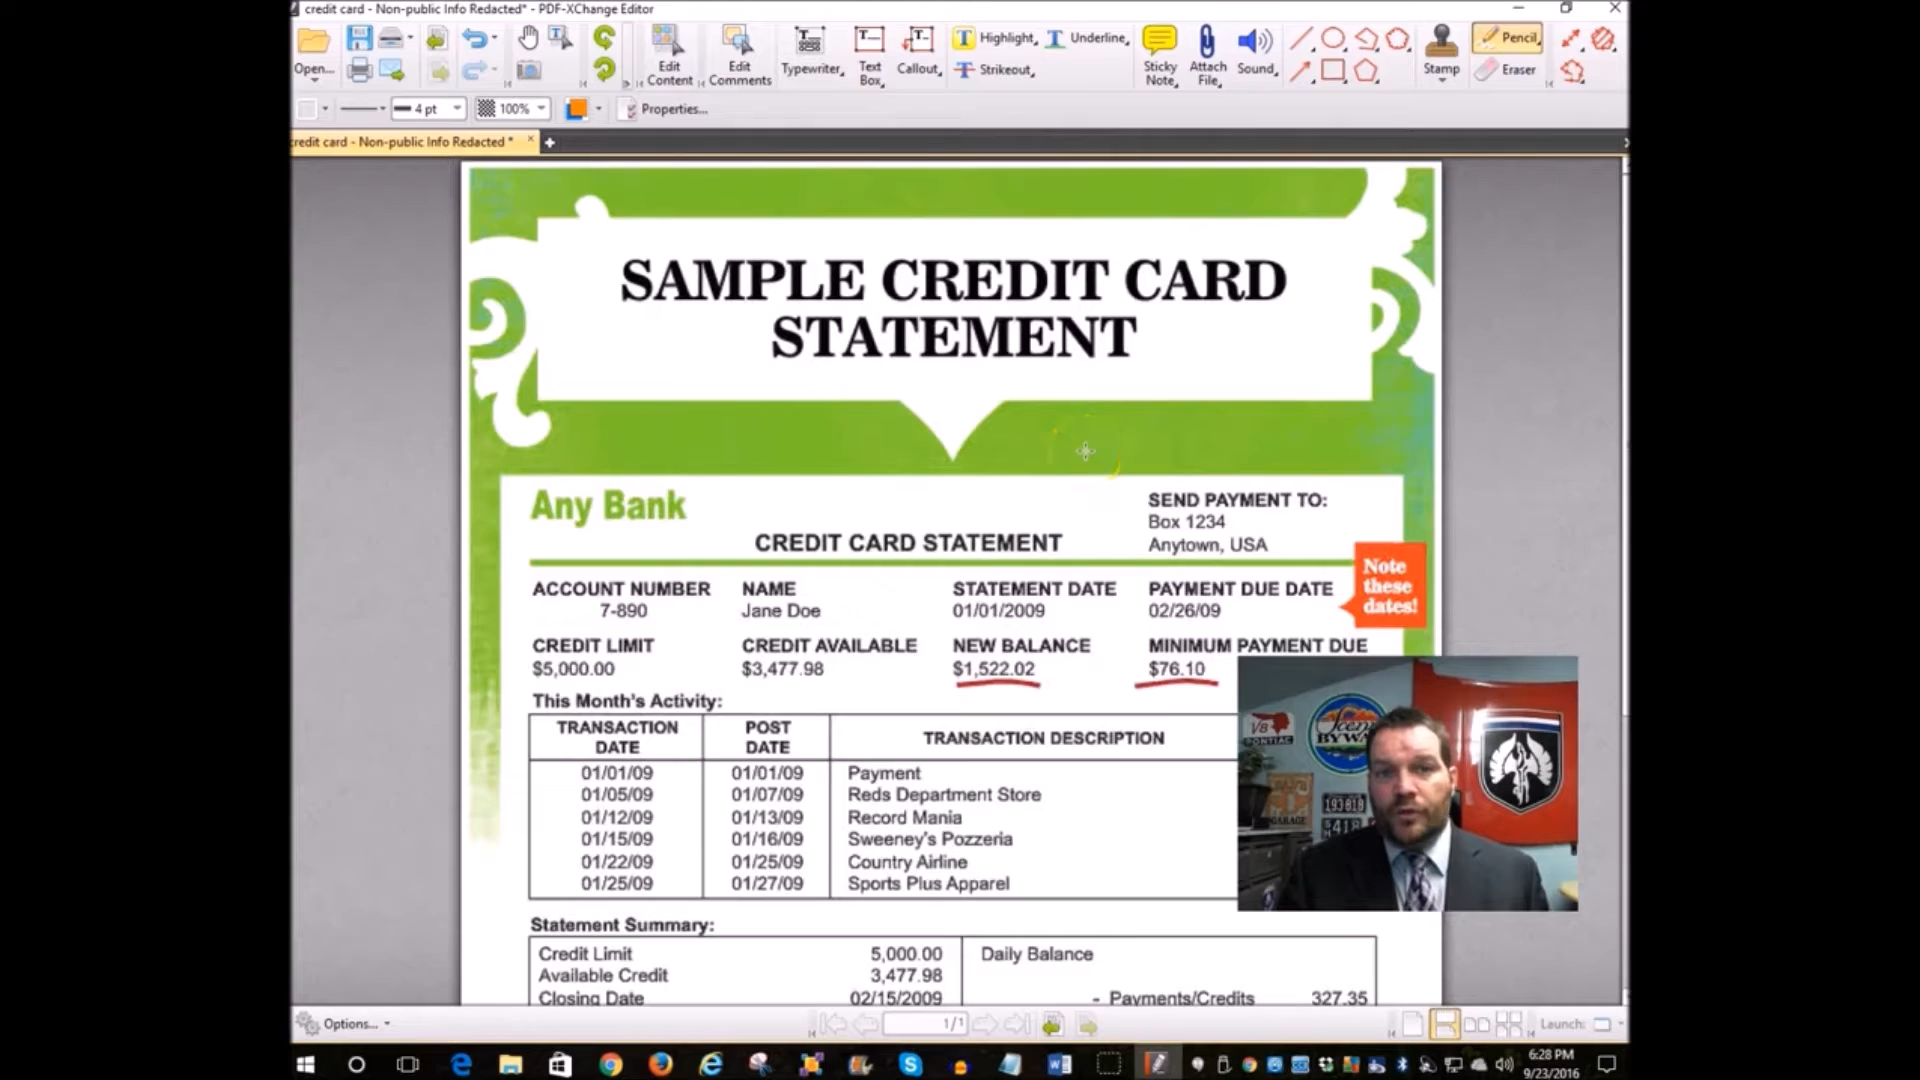 credit card - Non-public Info Redacted* - PDF-XChange Editor
Open...
Edit Content
Edit Comments
Typewriter
Text Box
Callout
Highlight
Strikeout
Underline
Sticky Note
Attach File
Sound
Stamp
Pencil
Eraser
4 pt
100%
Properties...
credit card - Non-public Info Redacted *
SAMPLE CREDIT CARD
STATEMENT
Any Bank
CREDIT CARD STATEMENT
SEND PAYMENT TO:
Box 1234
Anytown, USA
Note
these
dates!
ACCOUNT NUMBER NAME STATEMENT DATE PAYMENT DUE DATE
7-890 Jane Doe 01/01/2009 02/26/09
CREDIT LIMIT CREDIT AVAILABLE NEW BALANCE MINIMUM PAYMENT DUE
$5,000.00 $3,477.98 $1,522.02 $76.10
This Month's Activity:
TRANSACTION DATE POST DATE TRANSACTION DESCRIPTION
01/01/09 01/01/09 Payment
01/05/09 01/07/09 Reds Department Store
01/12/09 01/13/09 Record Mania
01/15/09 01/16/09 Sweeney's Pozzeria
01/22/09 01/25/09 Country Airline
01/25/09 01/27/09 Sports Plus Apparel
V8
PONTIAC
GARAGE
193818
Statement Summary:
Credit Limit 5,000.00 Daily Balance
Available Credit 3,477.98
Closing Date 02/15/2009 - Payments/Credits 327.35
Options...
1/1
Launch:
6:28 PM
9/23/2016